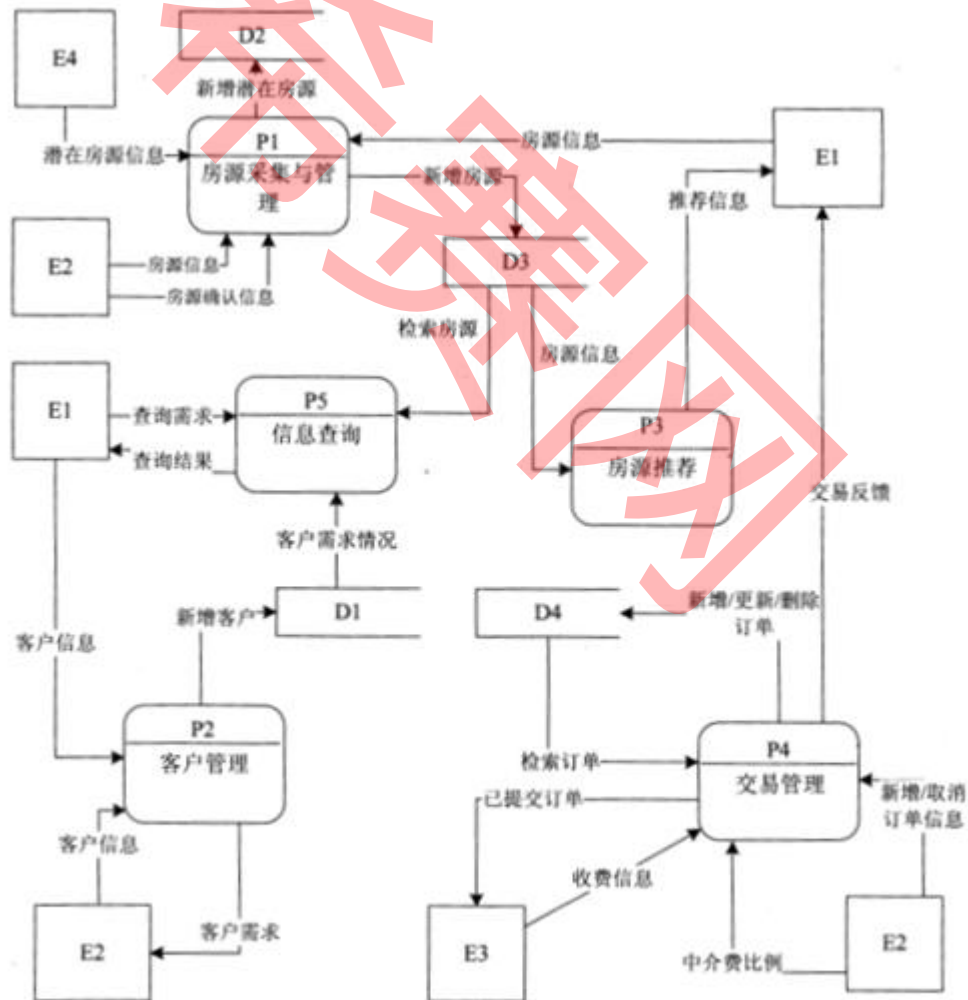 E4
D2
新增潜在房源
潜在房源信息
P1
房源采集与管
理
房源信息
E1
新增房源
推荐信息
E2
房源信息
房源确认信息
D3
检索房源
房源信息
E1
查询需求
查询结果
P5
信息查询
P3
房源推荐
交易反馈
客户需求情况
新增客户
D1
D4
新增/更新/删除
订单
客户信息
P2
客户管理
检索订单
已提交订单
P4
交易管理
新增/取消
订单信息
客户信息
收费信息
E2
客户需求
E3
中介费比例
E2